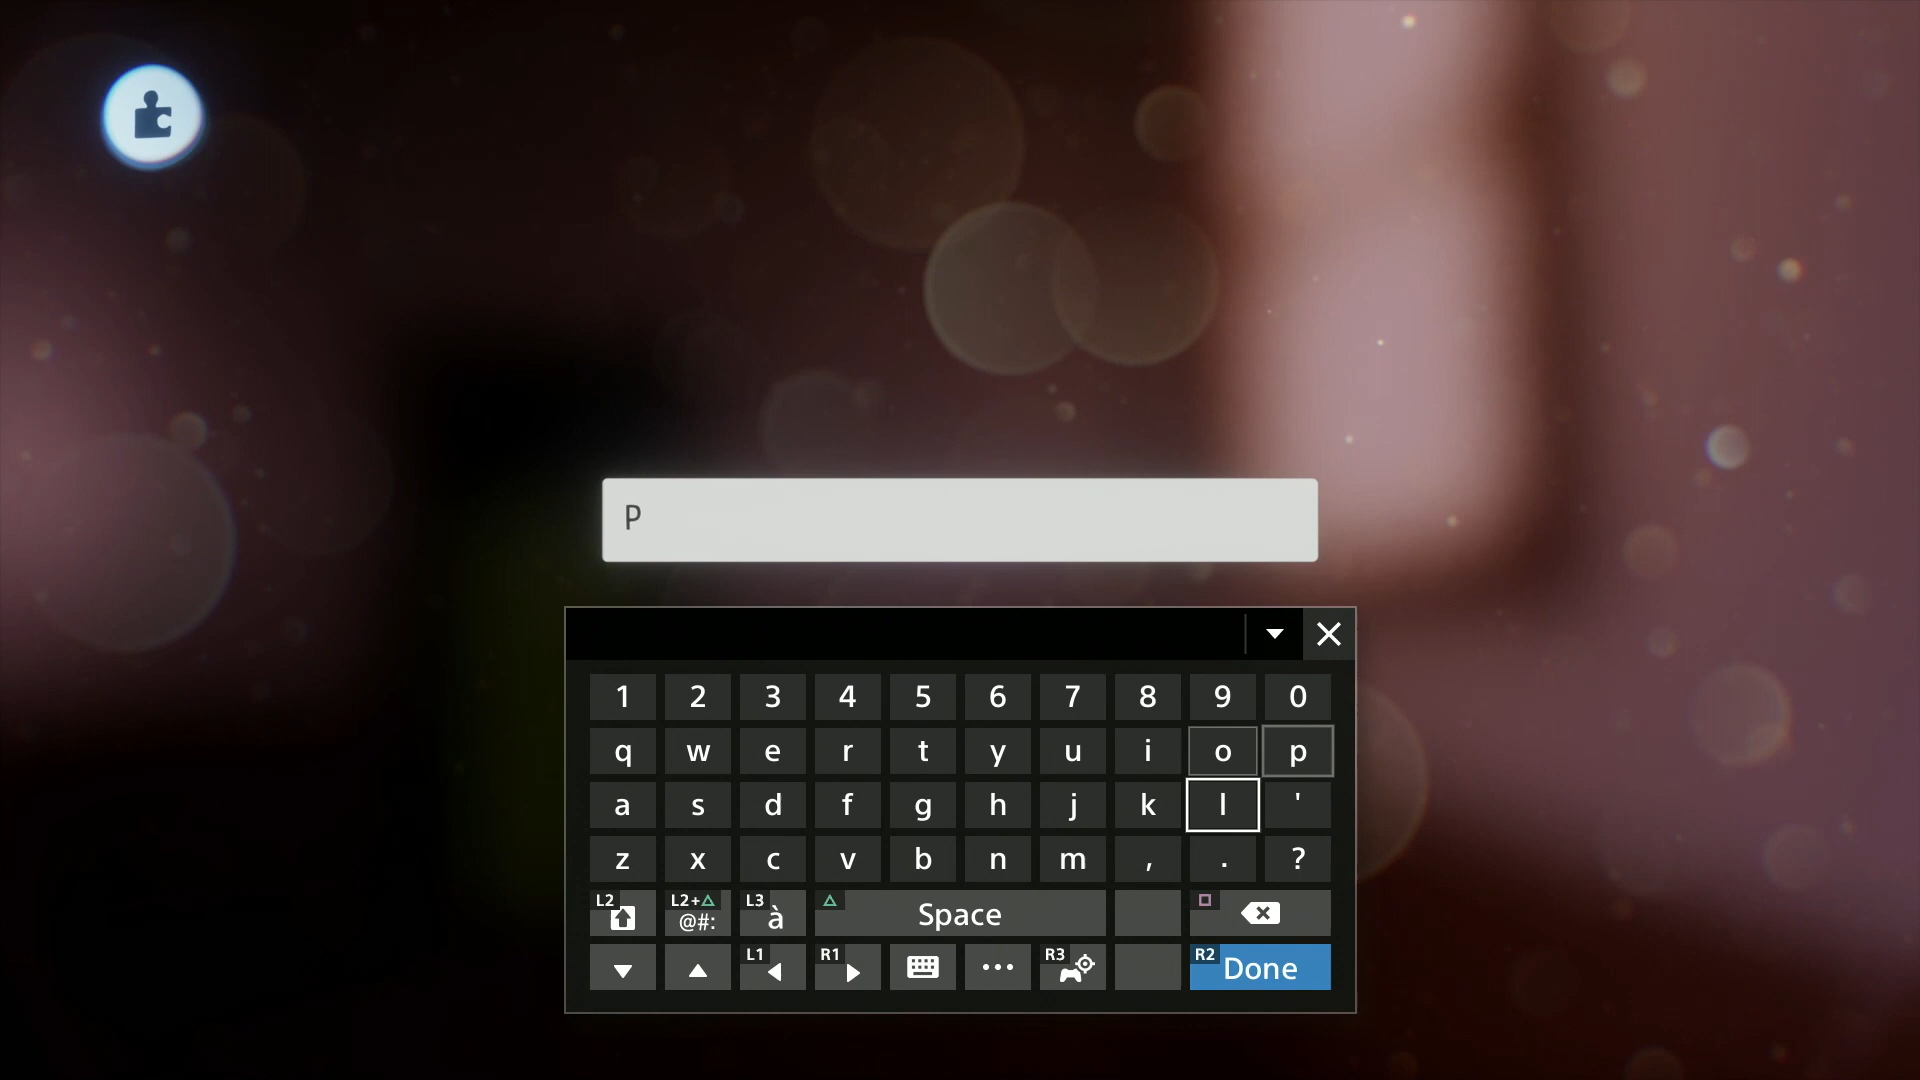 P
1 2 3 4 5 6 7 8 9 0
q w e r t y u i o p
a s d f g h j k l '
z x c v b n m , . ?
L2 L2+△ @#: L3 à △ Space □
L1 R1 ... R3 R2 Done